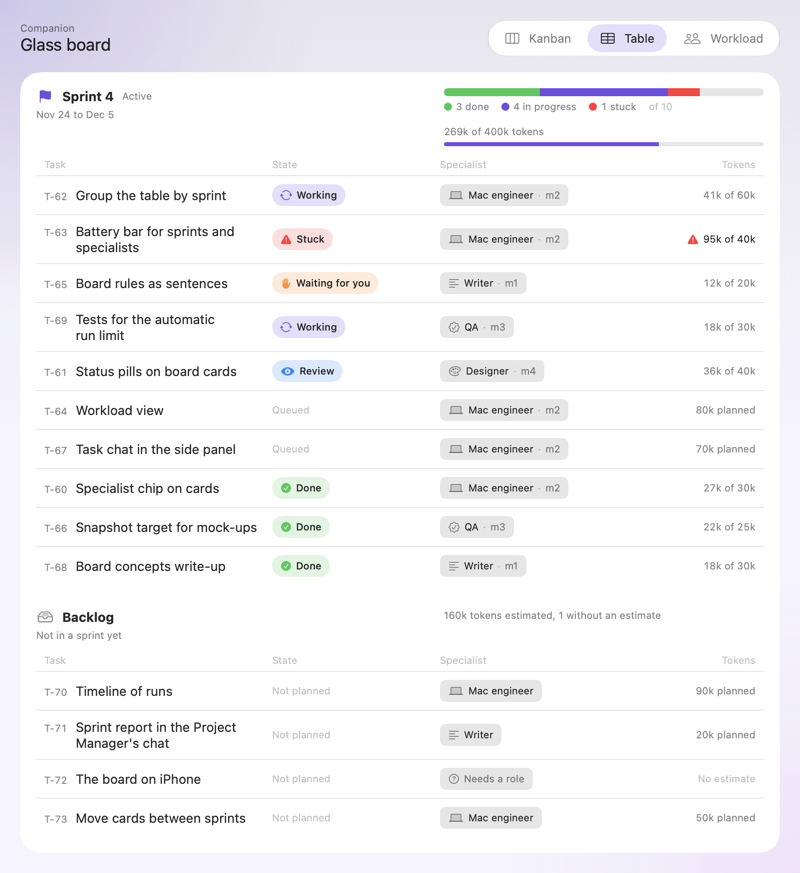 Companion
Glass board
Kanban
Table
Workload
Sprint 4 Active
Nov 24 to Dec 5
3 done 4 in progress 1 stuck of 10
269k of 400k tokens
Task State Specialist Tokens
T-62 Group the table by sprint Working Mac engineer · m2 41k of 60k
T-63 Battery bar for sprints and
specialists Stuck Mac engineer · m2 95k of 40k
T-65 Board rules as sentences Waiting for you Writer · m1 12k of 20k
T-69 Tests for the automatic
run limit Working QA · m3 18k of 30k
T-61 Status pills on board cards Review Designer · m4 36k of 40k
T-64 Workload view Queued Mac engineer · m2 80k planned
T-67 Task chat in the side panel Queued Mac engineer · m2 70k planned
T-60 Specialist chip on cards Done Mac engineer · m2 27k of 30k
T-66 Snapshot target for mock-ups Done QA · m3 22k of 25k
T-68 Board concepts write-up Done Writer · m1 18k of 30k
Backlog
Not in a sprint yet
160k tokens estimated, 1 without an estimate
Task State Specialist Tokens
T-70 Timeline of runs Not planned Mac engineer 90k planned
T-71 Sprint report in the Project
Manager's chat Not planned Writer 20k planned
T-72 The board on iPhone Not planned Needs a role No estimate
T-73 Move cards between sprints Not planned Mac engineer 50k planned